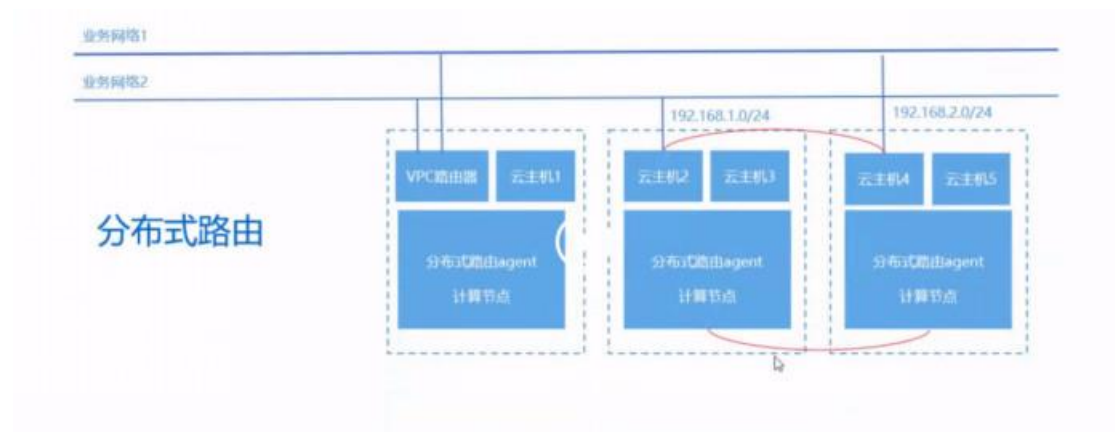 业务网络1
业务网络2
192.168.1.0/24
192.168.2.0/24
VPC路由器
云主机1
云主机2
云主机3
云主机4
云主机5
分布式路由
分布式路由agent
计算节点
分布式路由agent
计算节点
分布式路由agent
计算节点